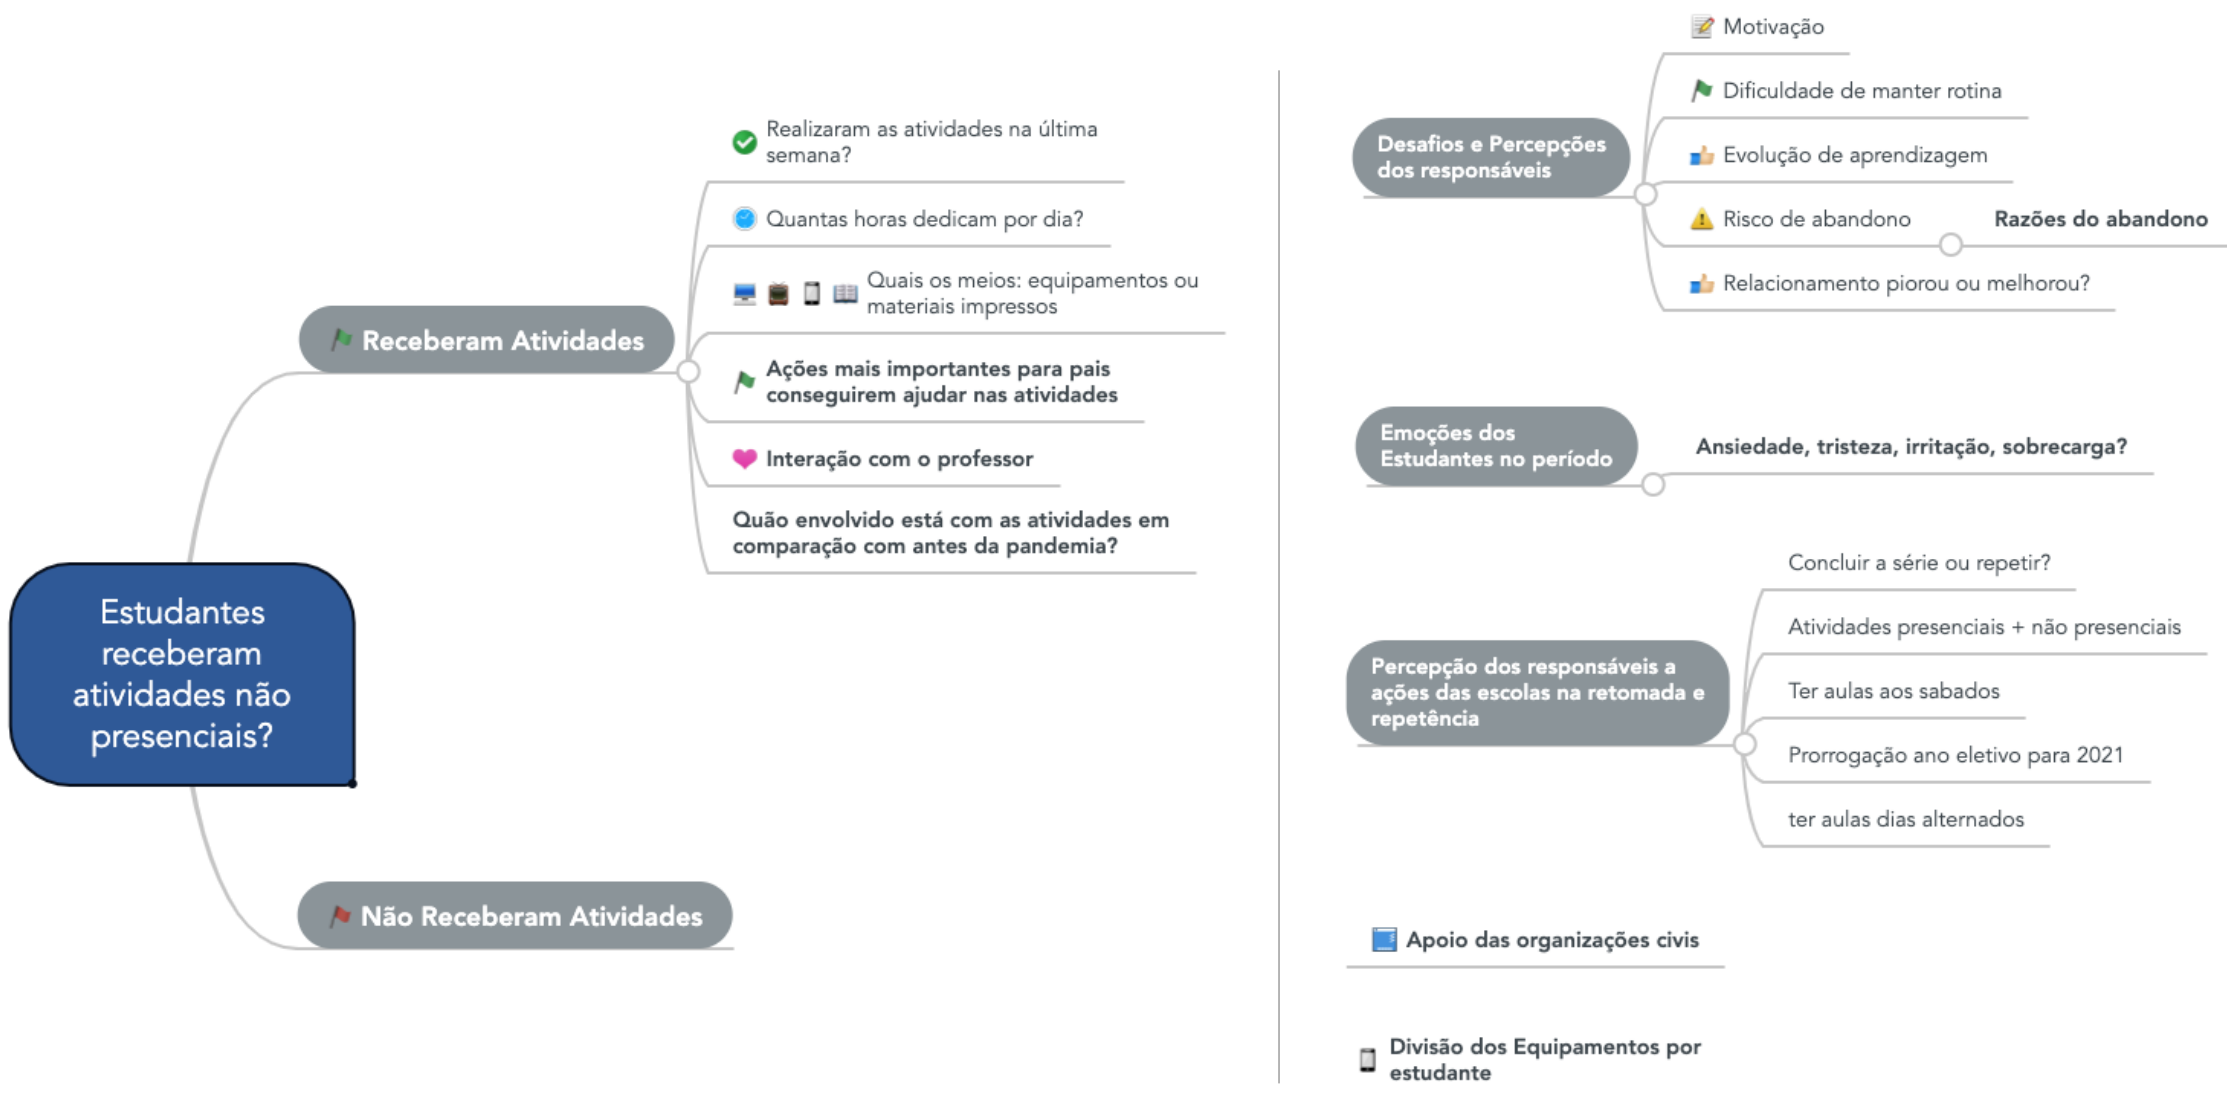 Estudantes
receberam
atividades não
presenciais?
Receberam Atividades
Realizaram as atividades na última
semana?
Quantas horas dedicam por dia?
Quais os meios: equipamentos ou
materiais impressos
Ações mais importantes para pais
conseguirem ajudar nas atividades
Interação com o professor
Quão envolvido está com as atividades em
comparação com antes da pandemia?
Não Receberam Atividades
Desafios e Percepções
dos responsáveis
Motivação
Dificuldade de manter rotina
Evolução de aprendizagem
Risco de abandono
Razões do abandono
Relacionamento piorou ou melhorou?
Emoções dos
Estudantes no período
Ansiedade, tristeza, irritação, sobrecarga?
Percepção dos responsáveis a
ações das escolas na retomada e
repetência
Concluir a série ou repetir?
Atividades presenciais + não presenciais
Ter aulas aos sabados
Prorrogação ano eletivo para 2021
ter aulas dias alternados
Apoio das organizações civis
Divisão dos Equipamentos por
estudante